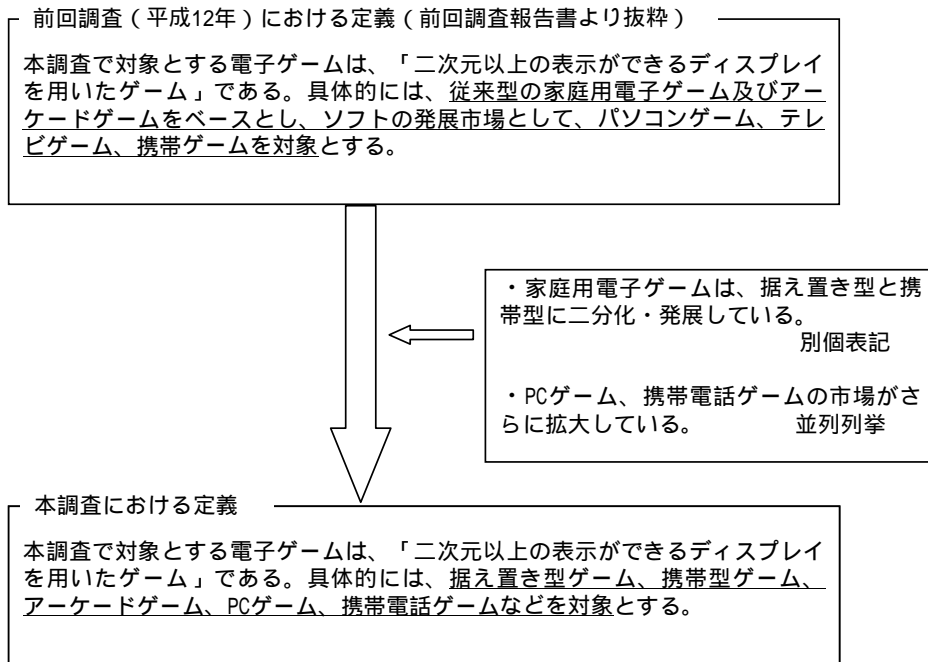 前回調査（平成12年）における定義（前回調査報告書より抜粋）
本調査で対象とする電子ゲームは、「二次元以上の表示ができるディスプレイ
を用いたゲーム」である。具体的には、従来型の家庭用電子ゲーム及びアー
ケードゲームをベースとし、ソフトの発展市場として、パソコンゲーム、テレ
ビゲーム、携帯ゲームを対象とする。
・家庭用電子ゲームは、据え置き型と携
帯型に二分化・発展している。
別個表記
・PCゲーム、携帯電話ゲームの市場がさ
らに拡大している。　　　並列列挙
本調査における定義
本調査で対象とする電子ゲームは、「二次元以上の表示ができるディスプレイ
を用いたゲーム」である。具体的には、据え置き型ゲーム、携帯型ゲーム、
アーケードゲーム、PCゲーム、携帯電話ゲームなどを対象とする。